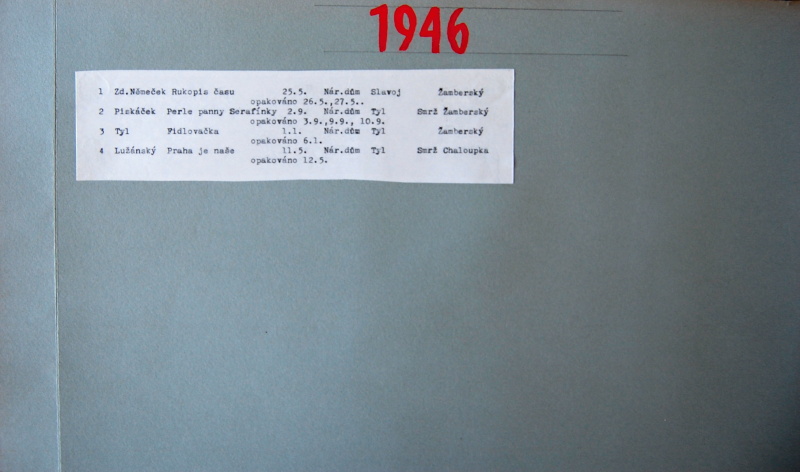 1946
1 Zd.Němeček Rukopis času 25.5. Nár.dům Slavoj Žamberský
opakováno 26.5.,27.5..
2 Piskáček Perle panny Serafínky 2.9. Nár.dům Tyl Smrž Žamberský
opakováno 3.9.,9.9., 10.9.
3 Tyl Fidlovačka 1.1. Nár.dům Tyl Žamberský
opakováno 6.1.
4 Lužánský Praha je naše 11.5. Nár.dům Tyl Smrž Chaloupka
opakováno 12.5.